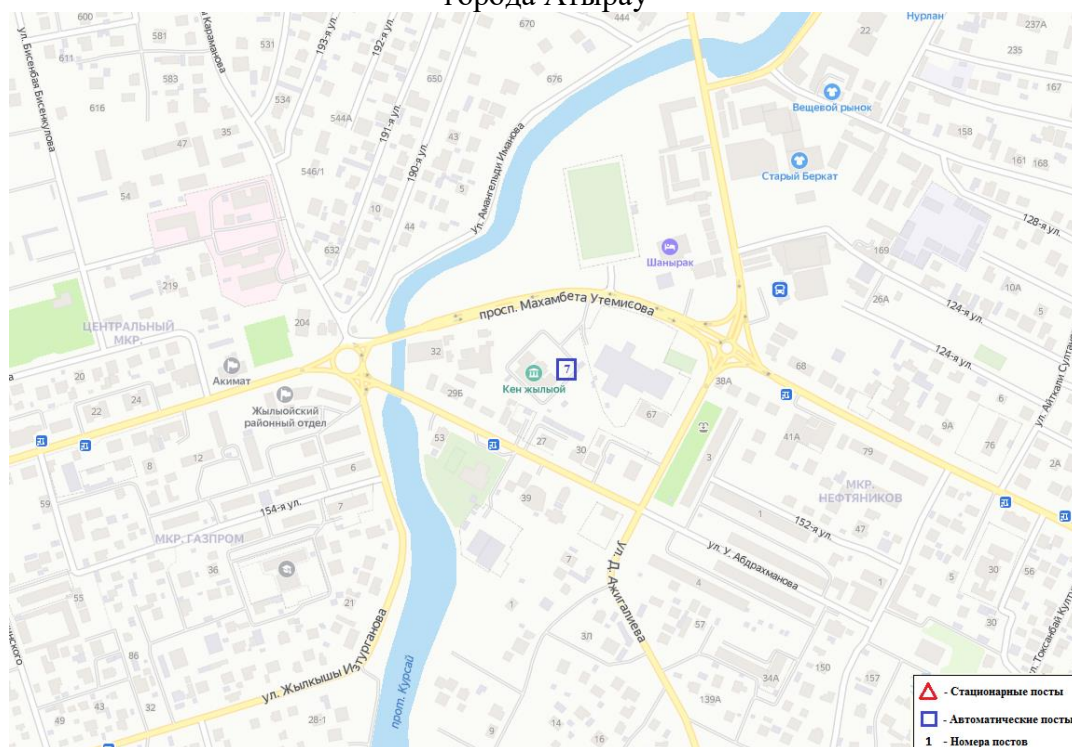 города Атырау
444
670
Нурлан
22
237А
235
167
600
611
581
531
583
534
616
54
47
35
ул. Бисенбая Бисенкулова
193-я ул.
192-я ул.
191-я ул.
190-я ул.
544А
546/1
650
676
43
5
10
44
632
5
219
204
ул. Амангельди Иманова
Вещевой рынок
Старый Беркат
158
161
168
128-я ул.
169
124-я ул.
10А
5
26А
124-я ул.
Шанырак
просп. Махамбета Утемисова
ЦЕНТРАЛЬНЫЙ
МКР.
Акимат
Жылыойский
районный отдел
20
22
24
8
12
6
7
59
154-я ул.
МКР. ГАЗПРОМ
36
21
55
86
32
43
49
28-1
ул. Жылкышы Изтурганова
прот. Курсай
32
29Б
53
7
Кен жылыой
27
30
67
39
7
1
3Л
14
16
9
38А
68
3
1
41А
79
9А
76
6
2А
ул. Айткали Султана
МКР.
НЕФТЯНИКОВ
152-я ул.
47
ул. У. Абдрахманова
ул. Д. Ажигалиева
4
57
34А
139А
150
157
1
5
30
56
30
- Стационарные посты
- Автоматические посты
1 - Номера постов